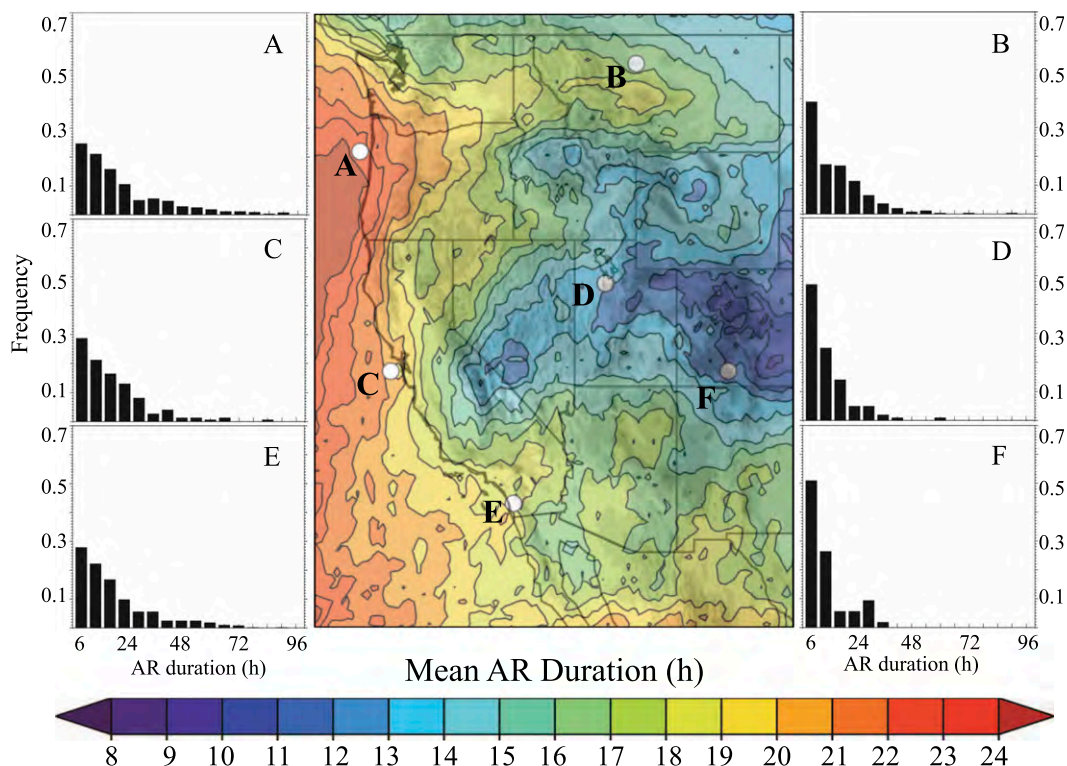 0.7
0.5
0.3
0.1
A
0.7
0.5
0.3
0.1
C
0.7
0.5
0.3
0.1
E
Frequency
6 24 48 72 96
AR duration (h)
A
B
C
D
E
F
B
0.7
0.5
0.3
0.1
D
0.7
0.5
0.3
0.1
F
0.7
0.5
0.3
0.1
6 24 48 72 96
AR duration (h)
Mean AR Duration (h)
8 9 10 11 12 13 14 15 16 17 18 19 20 21 22 23 24